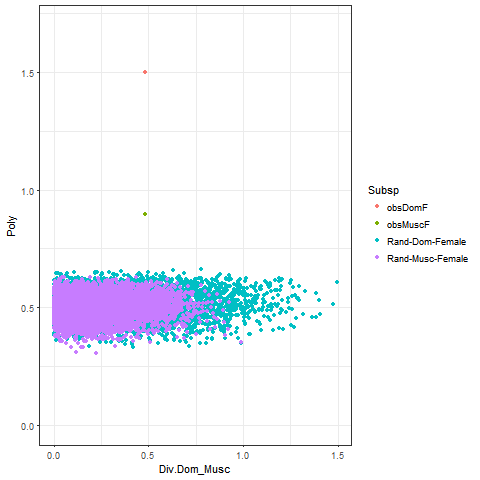 1.5
1.0
0.5
0.0
Poly
0.0 0.5 1.0 1.5
Div.Dom_Musc
Subsp
obsDomF
obsMuscF
Rand-Dom-Female
Rand-Musc-Female